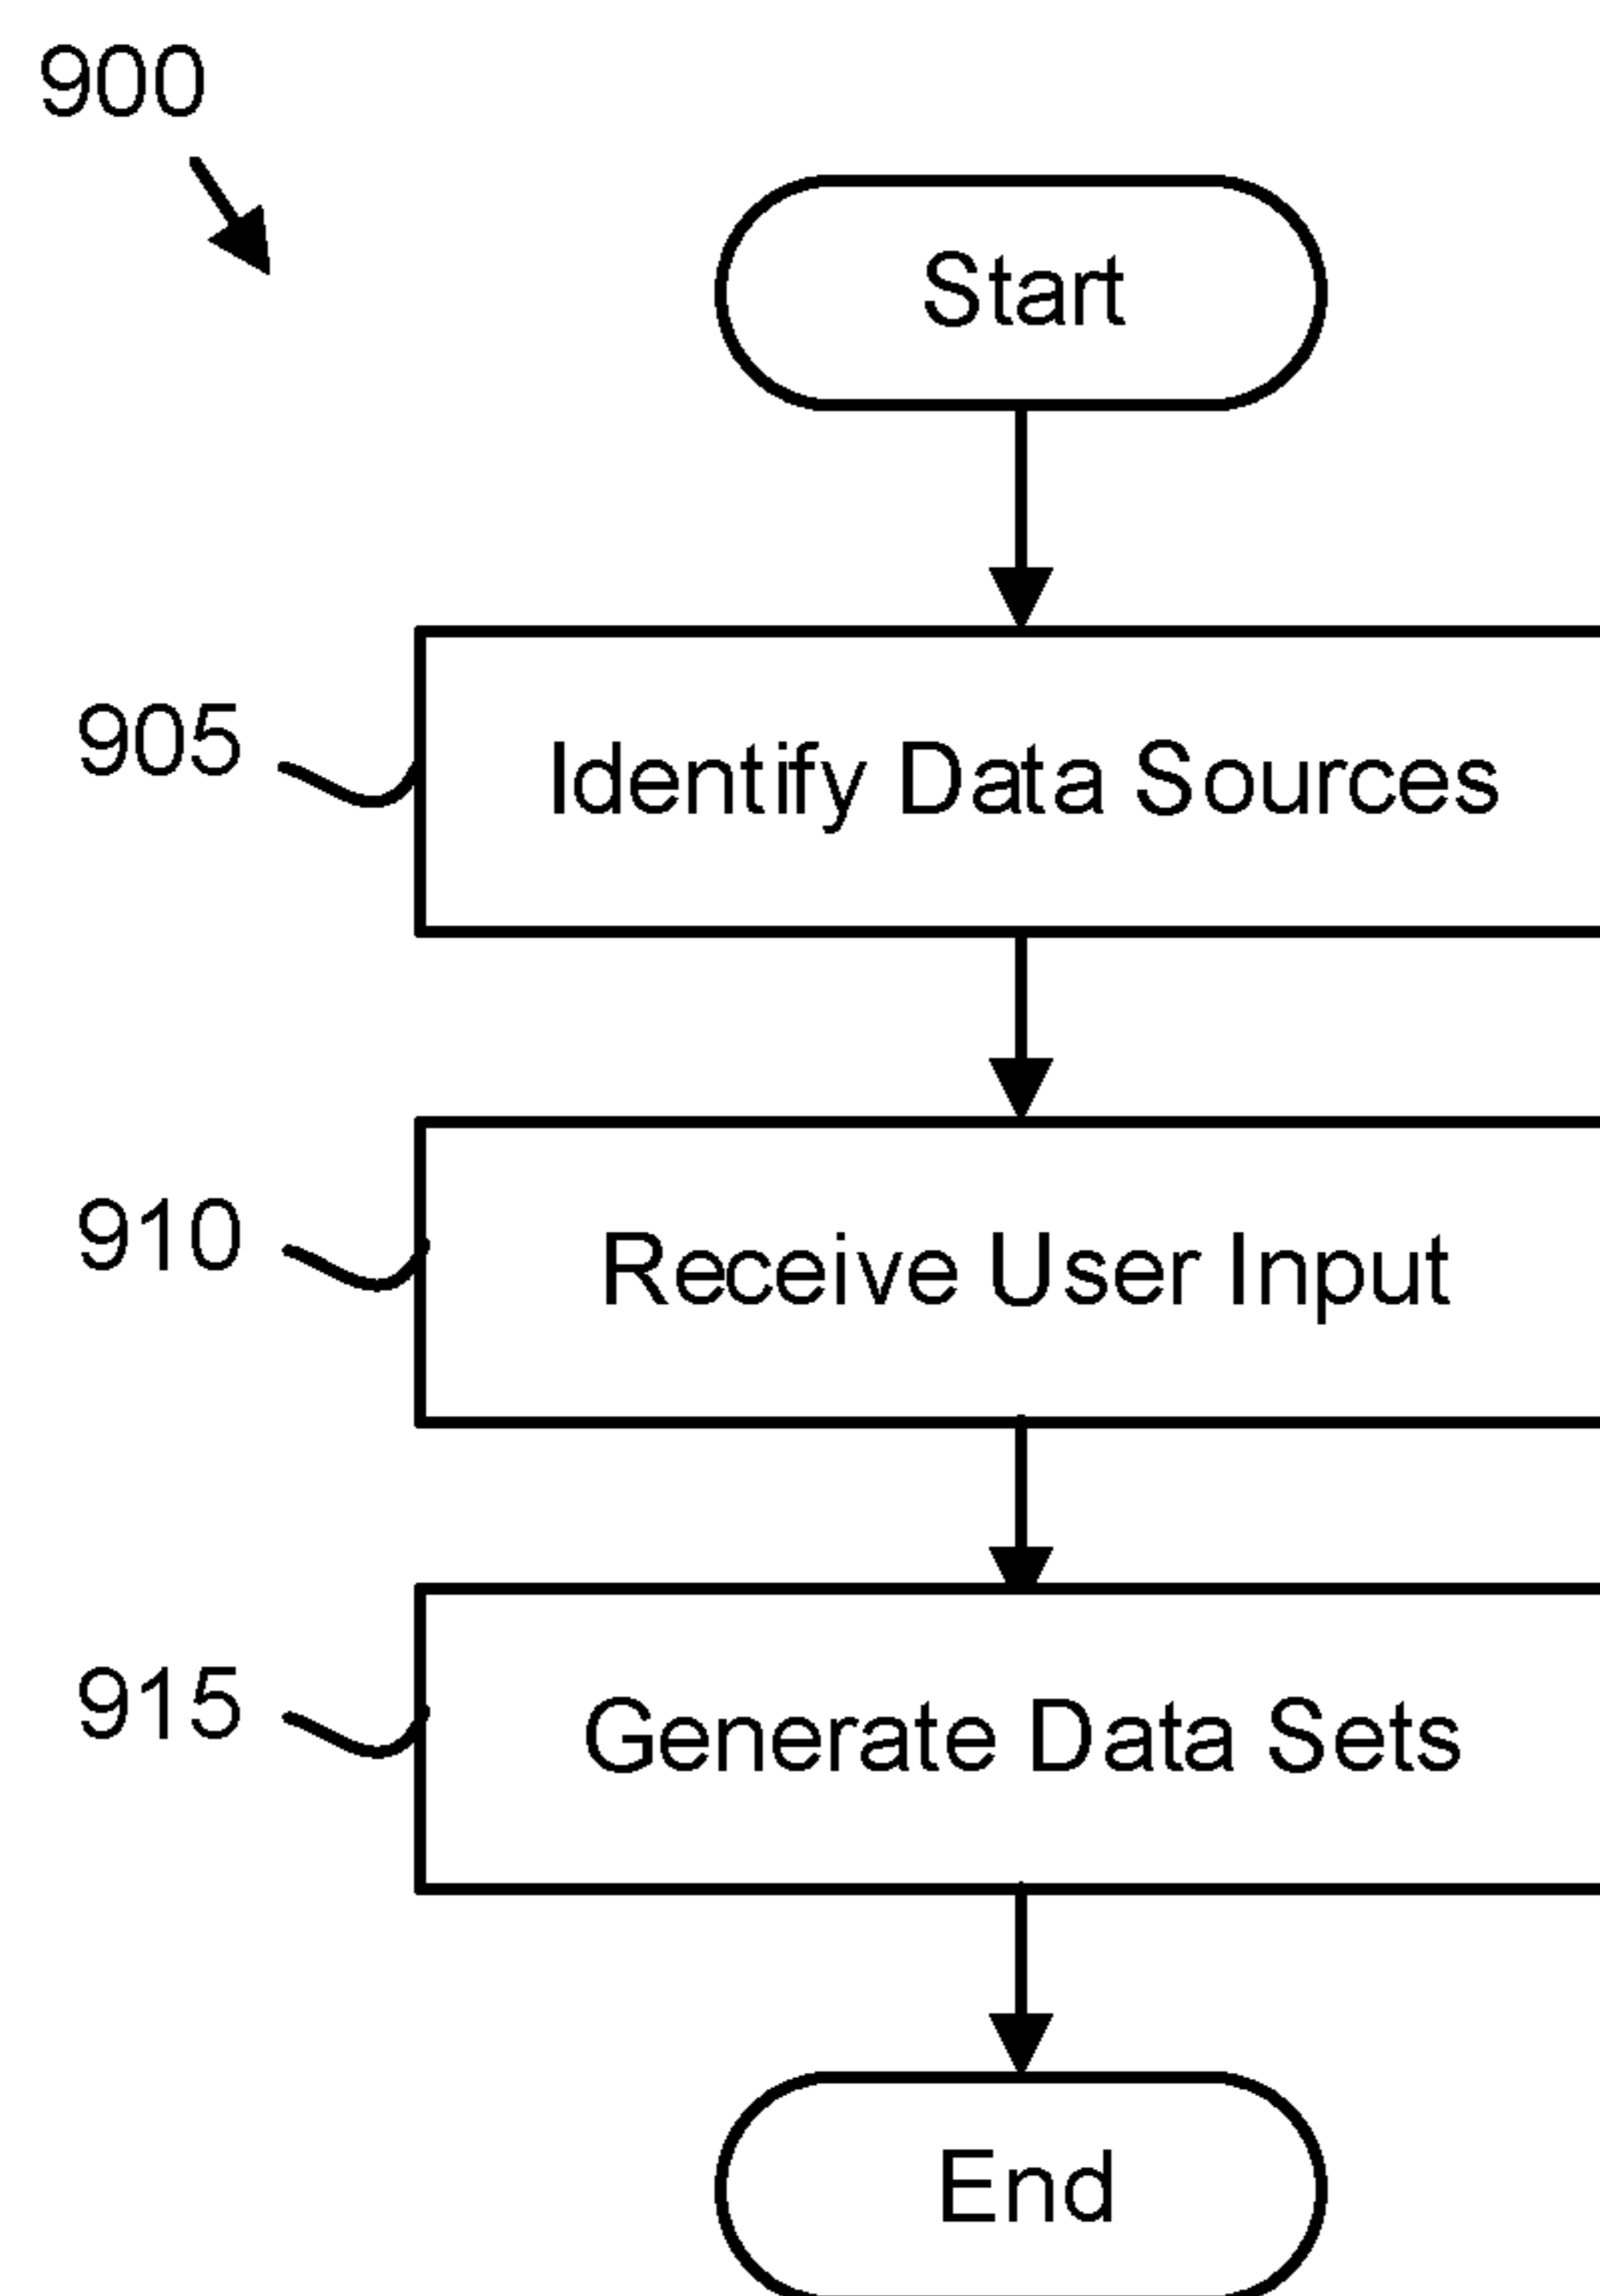 900
Start
905
Identify Data Sources
910
Receive User Input
915
Generate Data Sets
End